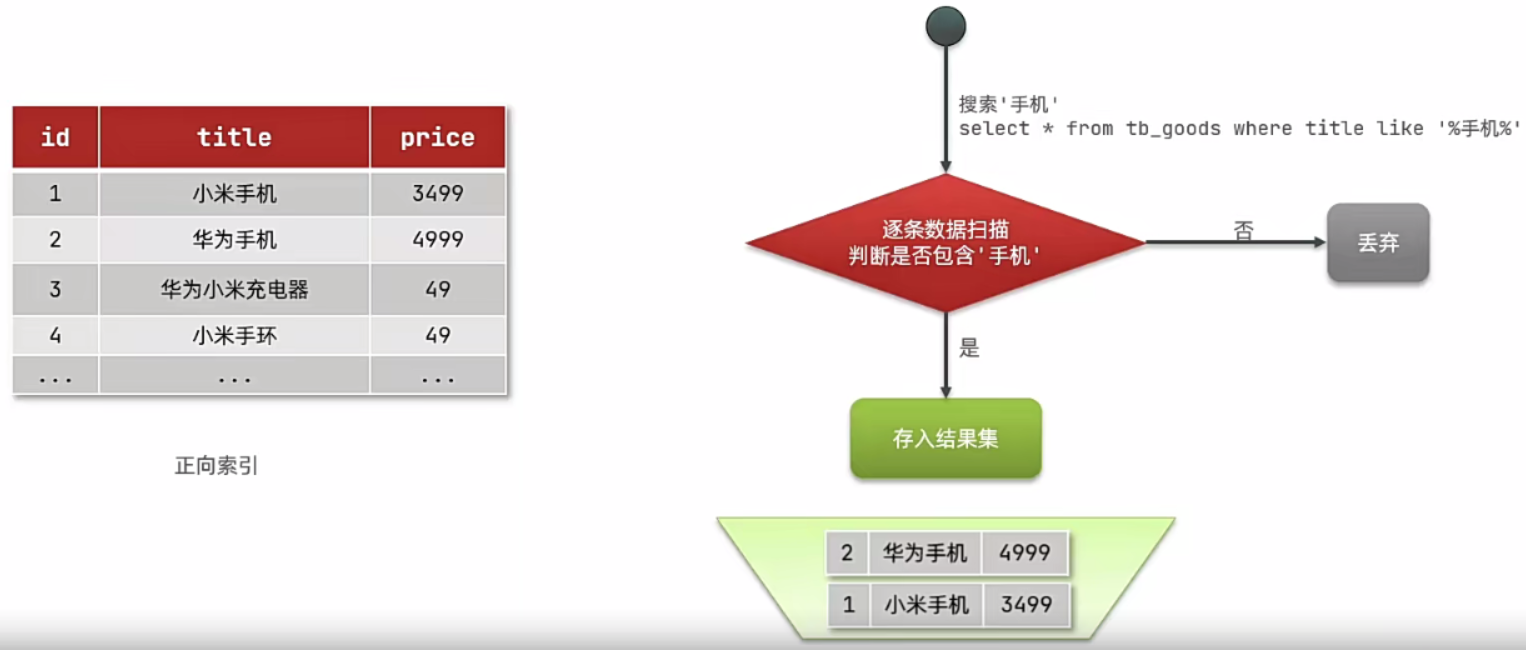 id title price
1 小米手机 3499
2 华为手机 4999
3 华为小米充电器 49
4 小米手环 49
... ... ...
正向索引
搜索'手机'
select * from tb_goods where title like '%手机%'
逐条数据扫描
判断是否包含'手机'
否
丢弃
是
存入结果集
2 华为手机 4999
1 小米手机 3499